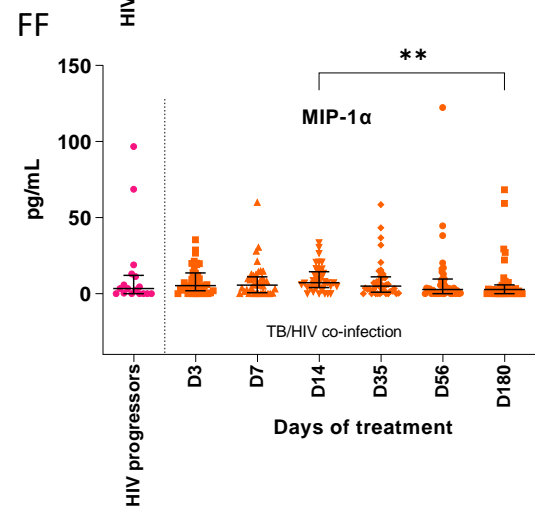 HIV
FF
**
150
MIP-1α
100
pg/mL
50
0
TB/HIV co-infection
HIV progressors
D3
D7
D14
D35
D56
D180
Days of treatment